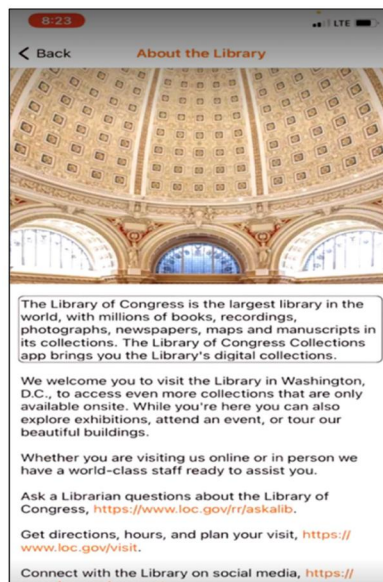 8:23
LTE
Back
About the Library
The Library of Congress is the largest library in the
world, with millions of books, recordings,
photographs, newspapers, maps and manuscripts in
its collections. The Library of Congress Collections
app brings you the Library's digital collections.
We welcome you to visit the Library in Washington,
D.C., to access even more collections that are only
available onsite. While you're here you can also
explore exhibitions, attend an event, or tour our
beautiful buildings.
Whether you are visiting us online or in person we
have a world-class staff ready to assist you.
Ask a Librarian questions about the Library of
Congress, https://www.loc.gov/rr/askalib.
Get directions, hours, and plan your visit, https://
www.loc.gov/visit.
Connect with the Library on social media, https://